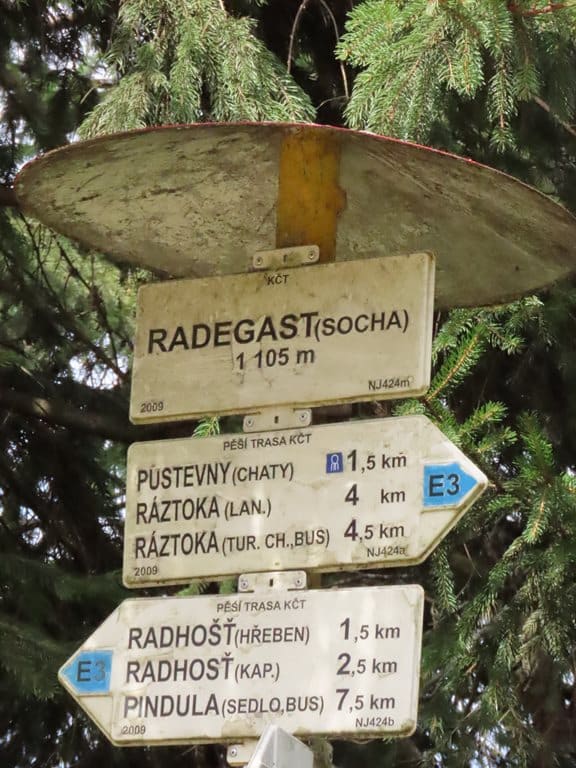 KČT
RADEGAST(SOCHA)
1 105 m
2009 NJ424m
PĚŠÍ TRASA KČT
PŮSTEVNY(CHATY) 1,5 km
RÁZTOKA(LAN.) 4 km
RÁZTOKA(TUR. CH.,BUS) 4,5 km
E3
2009 NJ424a
PĚŠÍ TRASA KČT
RADHOŠŤ(HŘEBEN) 1,5 km
RADHOSŤ(KAP.) 2,5 km
PINDULA(SEDLO,BUS) 7,5 km
E3
2009 NJ424b